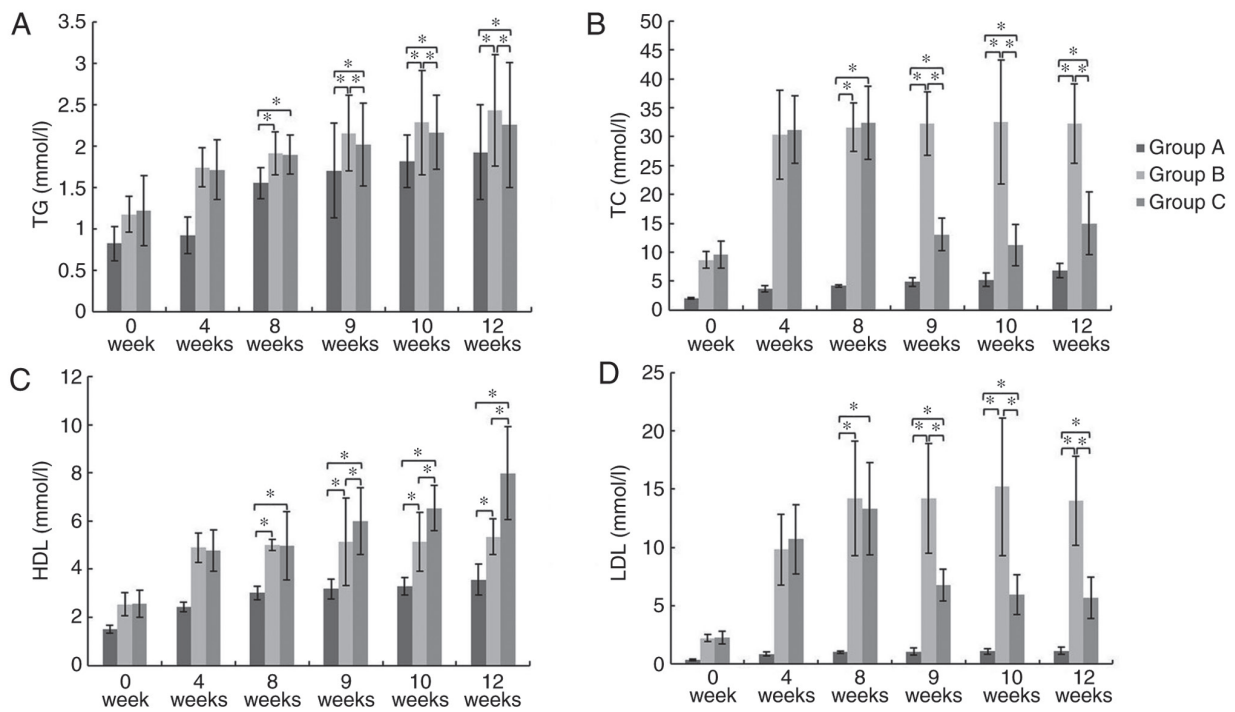 A
TG (mmol/l)
3.5
3
2.5
2
1.5
1
0.5
0
* * * * * * * * * * *
0 4 8 9 10 12
week weeks weeks weeks weeks weeks
B
TC (mmol/l)
50
45
40
35
30
25
20
15
10
5
0
* * * * * * * * * * *
0 4 8 9 10 12
week weeks weeks weeks weeks weeks
Group A
Group B
Group C
C
HDL (mmol/l)
12
10
8
6
4
2
0
* * * * * * * * * * *
0 4 8 9 10 12
week weeks weeks weeks weeks weeks
D
LDL (mmol/l)
25
20
15
10
5
0
* * * * * * * * * * *
0 4 8 9 10 12
week weeks weeks weeks weeks weeks